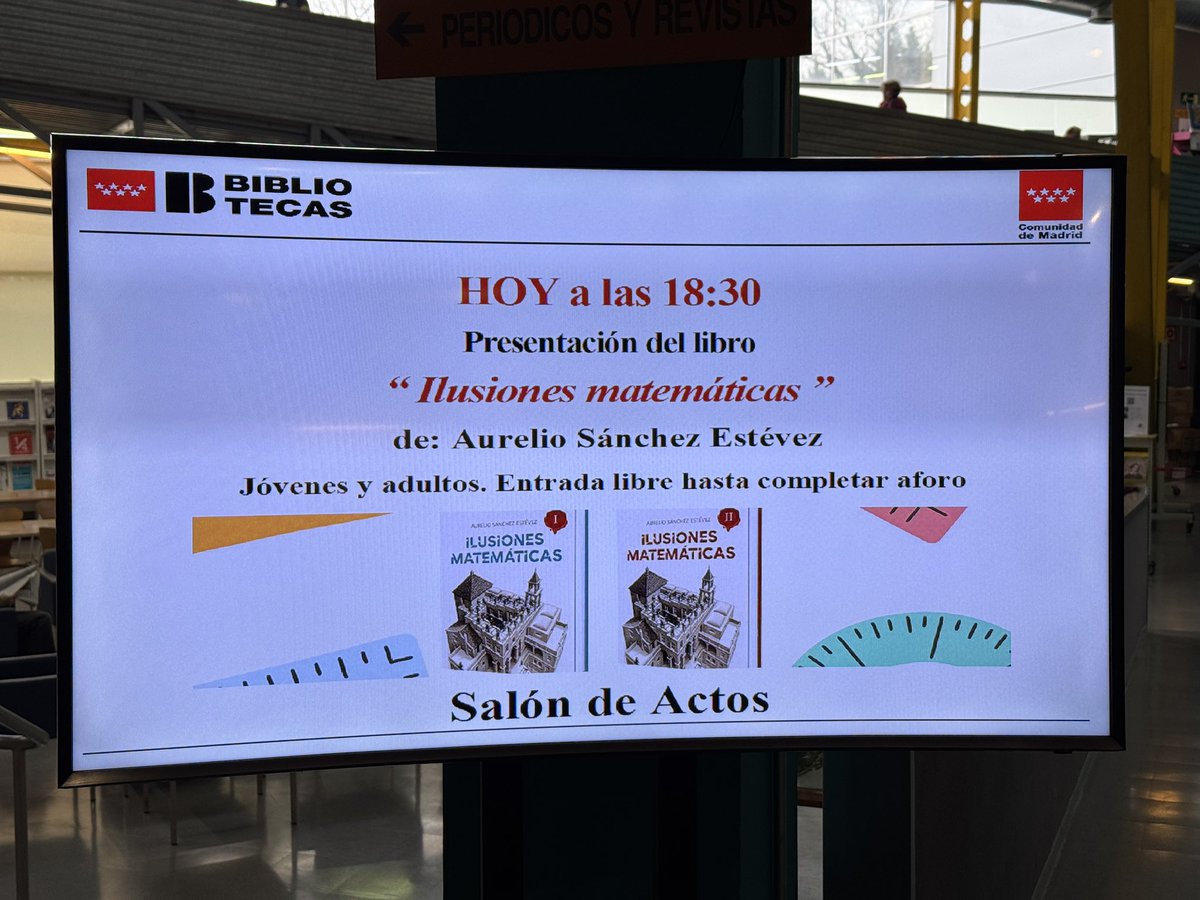 PERIODICOS Y REVISTAS
BIBLIO
TECAS
Comunidad
de Madrid
HOY a las 18:30
Presentación del libro
“ Ilusiones matemáticas ”
de: Aurelio Sánchez Estévez
Jóvenes y adultos. Entrada libre hasta completar aforo
AURELIO SÁNCHEZ ESTÉVEZ
I
iLUSiONES
MATEMÁTiCAS
AURELIO SÁNCHEZ ESTÉVEZ
II
iLUSiONES
MATEMÁTiCAS
Salón de Actos